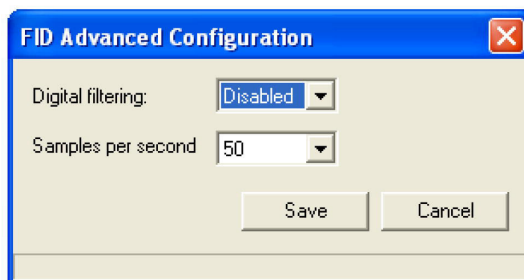 FID Advanced Configuration
Digital filtering: Disabled
Samples per second 50
Save Cancel